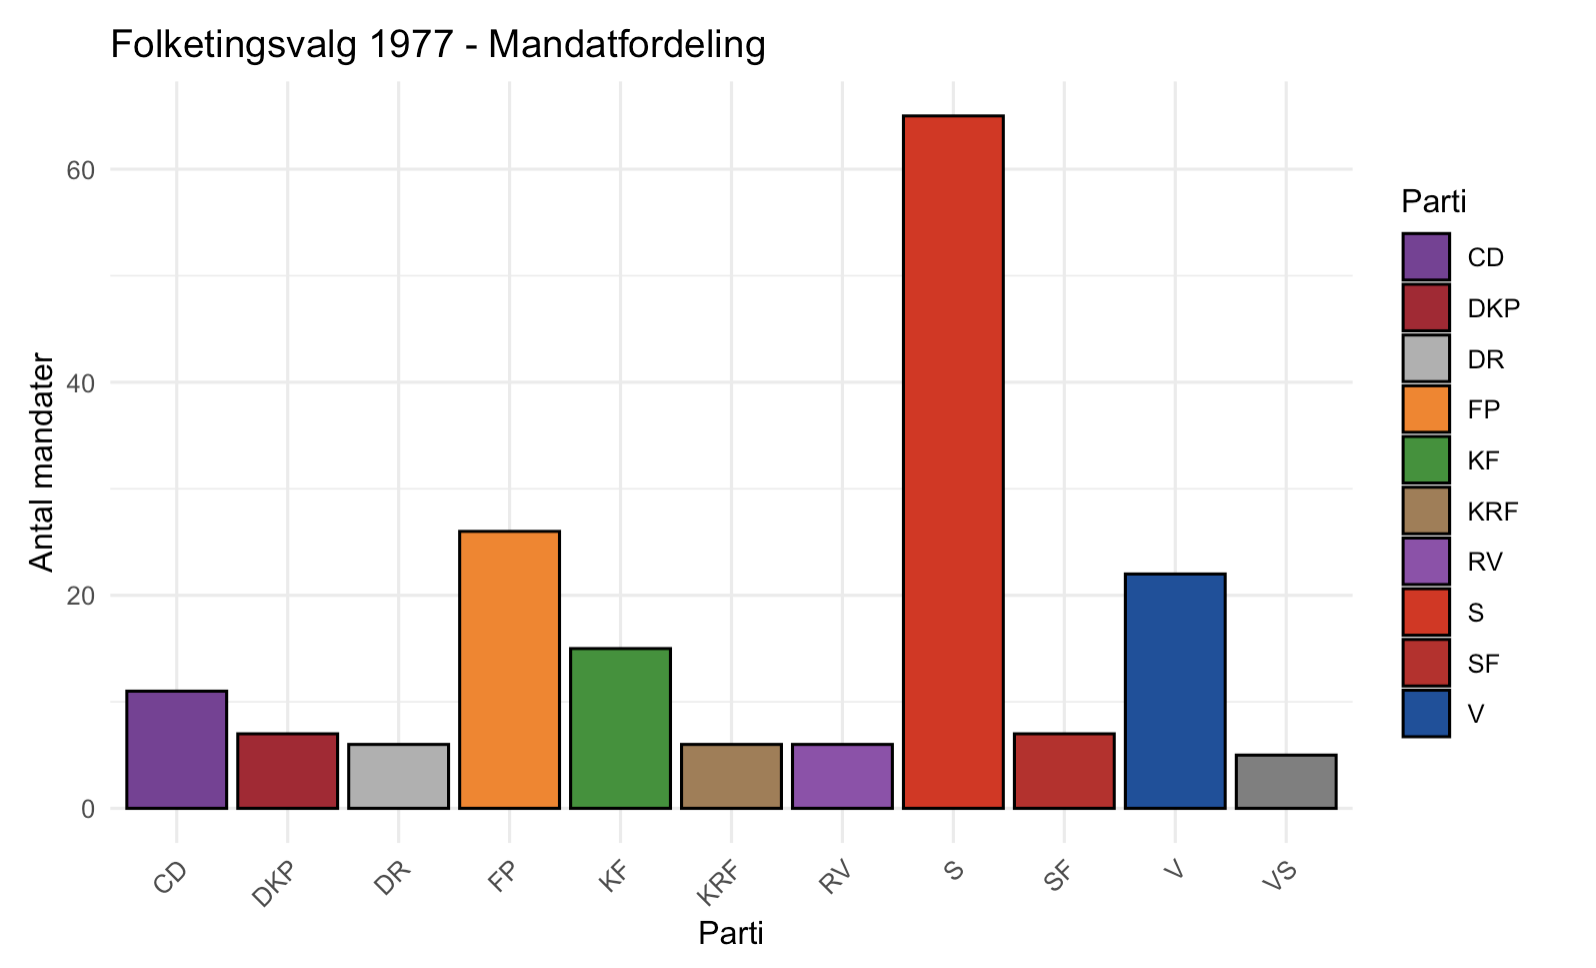 Folketingsvalg 1977 - Mandatfordeling
Antal mandater
60
40
20
0
CD
DKP
DR
FP
KF
KRF
RV
S
SF
V
VS
Parti
Parti
CD
DKP
DR
FP
KF
KRF
RV
S
SF
V